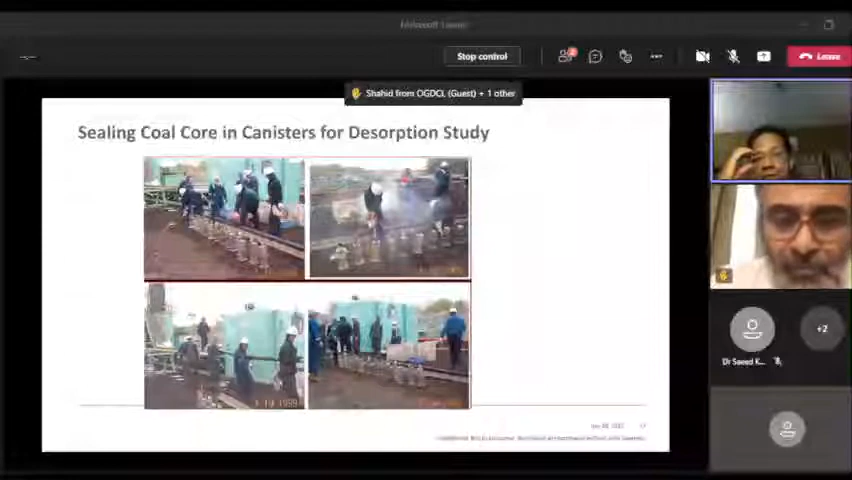 Microsoft Teams
Stop control
2
Leave
Shahid from OGDCL (Guest) + 1 other
Sealing Coal Core in Canisters for Desorption Study
Dr Saeed K...
+2